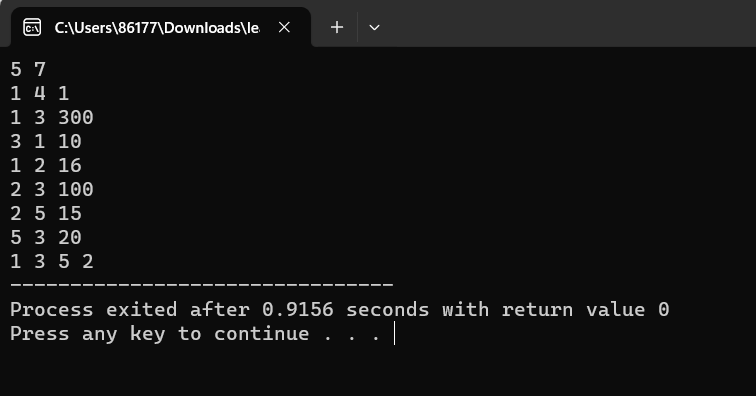 C:\Users\86177\Downloads\le
5 7
1 4 1
1 3 300
3 1 10
1 2 16
2 3 100
2 5 15
5 3 20
1 3 5 2
--------------------------------
Process exited after 0.9156 seconds with return value 0
Press any key to continue . . .